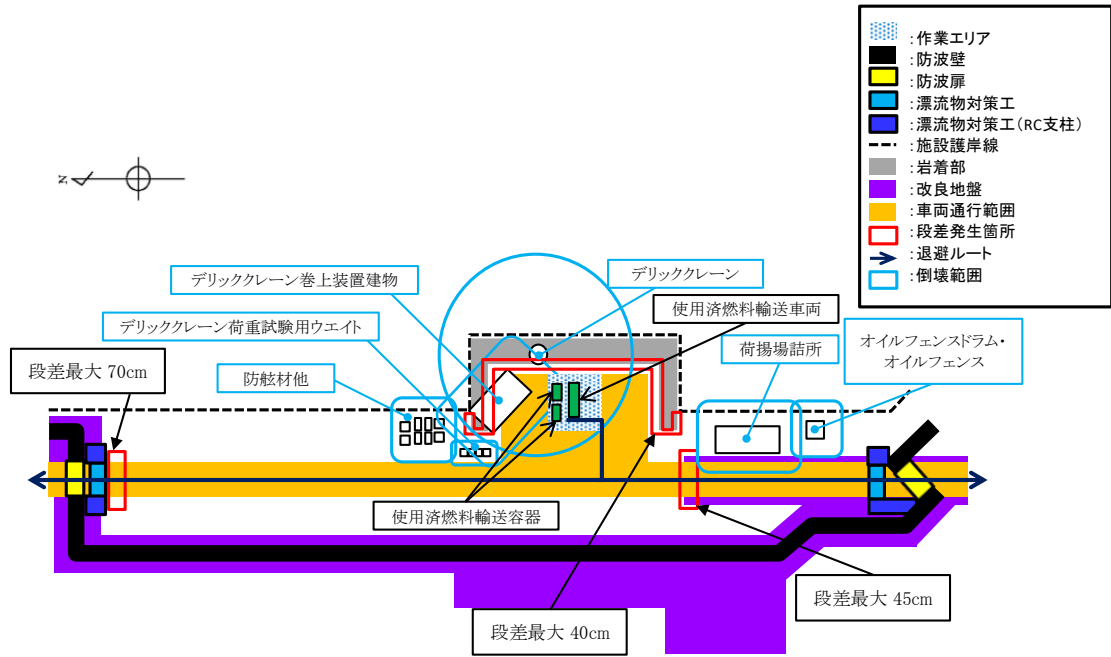 :作業エリア
:防波壁
:防波扉
:漂流物対策工
:漂流物対策工(RC支柱)
:施設護岸線
:岩着部
:改良地盤
:車両通行範囲
:段差発生箇所
:退避ルート
:倒壊範囲
N
デリッククレーン巻上装置建物
デリッククレーン
使用済燃料輸送車両
デリッククレーン荷重試験用ウエイト
荷揚場詰所
オイルフェンスドラム・
オイルフェンス
段差最大 70cm
防舷材他
使用済燃料輸送容器
段差最大 45cm
段差最大 40cm